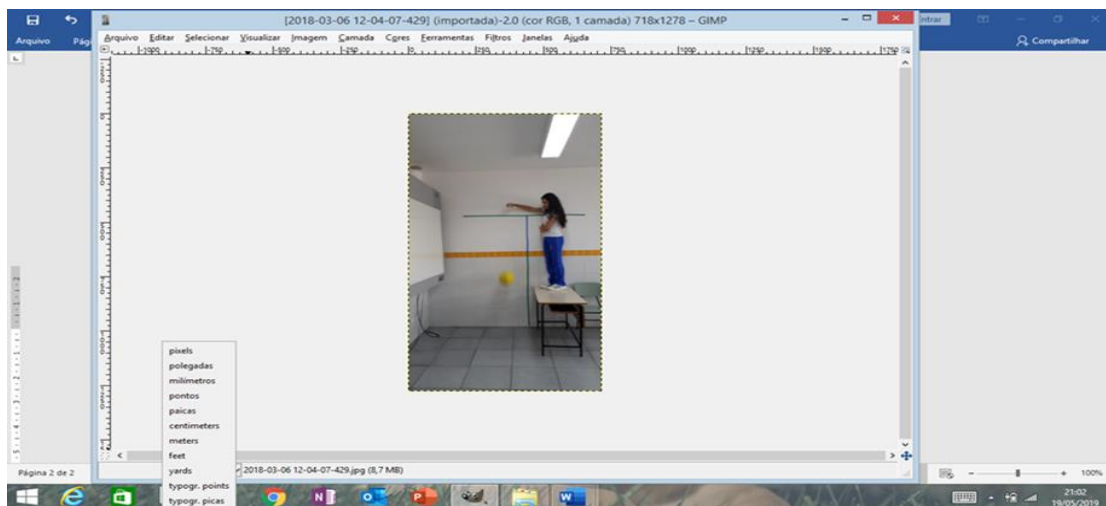 [2018-03-06 12-04-07-429] (importada)-2.0 (cor RGB, 1 camada) 718x1278 – GIMP
Arquivo
Compartilhar
Arquivo Editar Selecionar Visualizar Imagem Camada Cores Ferramentas Filtros Janelas Ajuda
pixels
polegadas
milímetros
pontos
paicas
centimeters
meters
feet
yards
typogr. points
typogr. picas
2018-03-06 12-04-07-429.jpg (8,7 MB)
Página 2 de 2
100%
21:02
19/05/2019